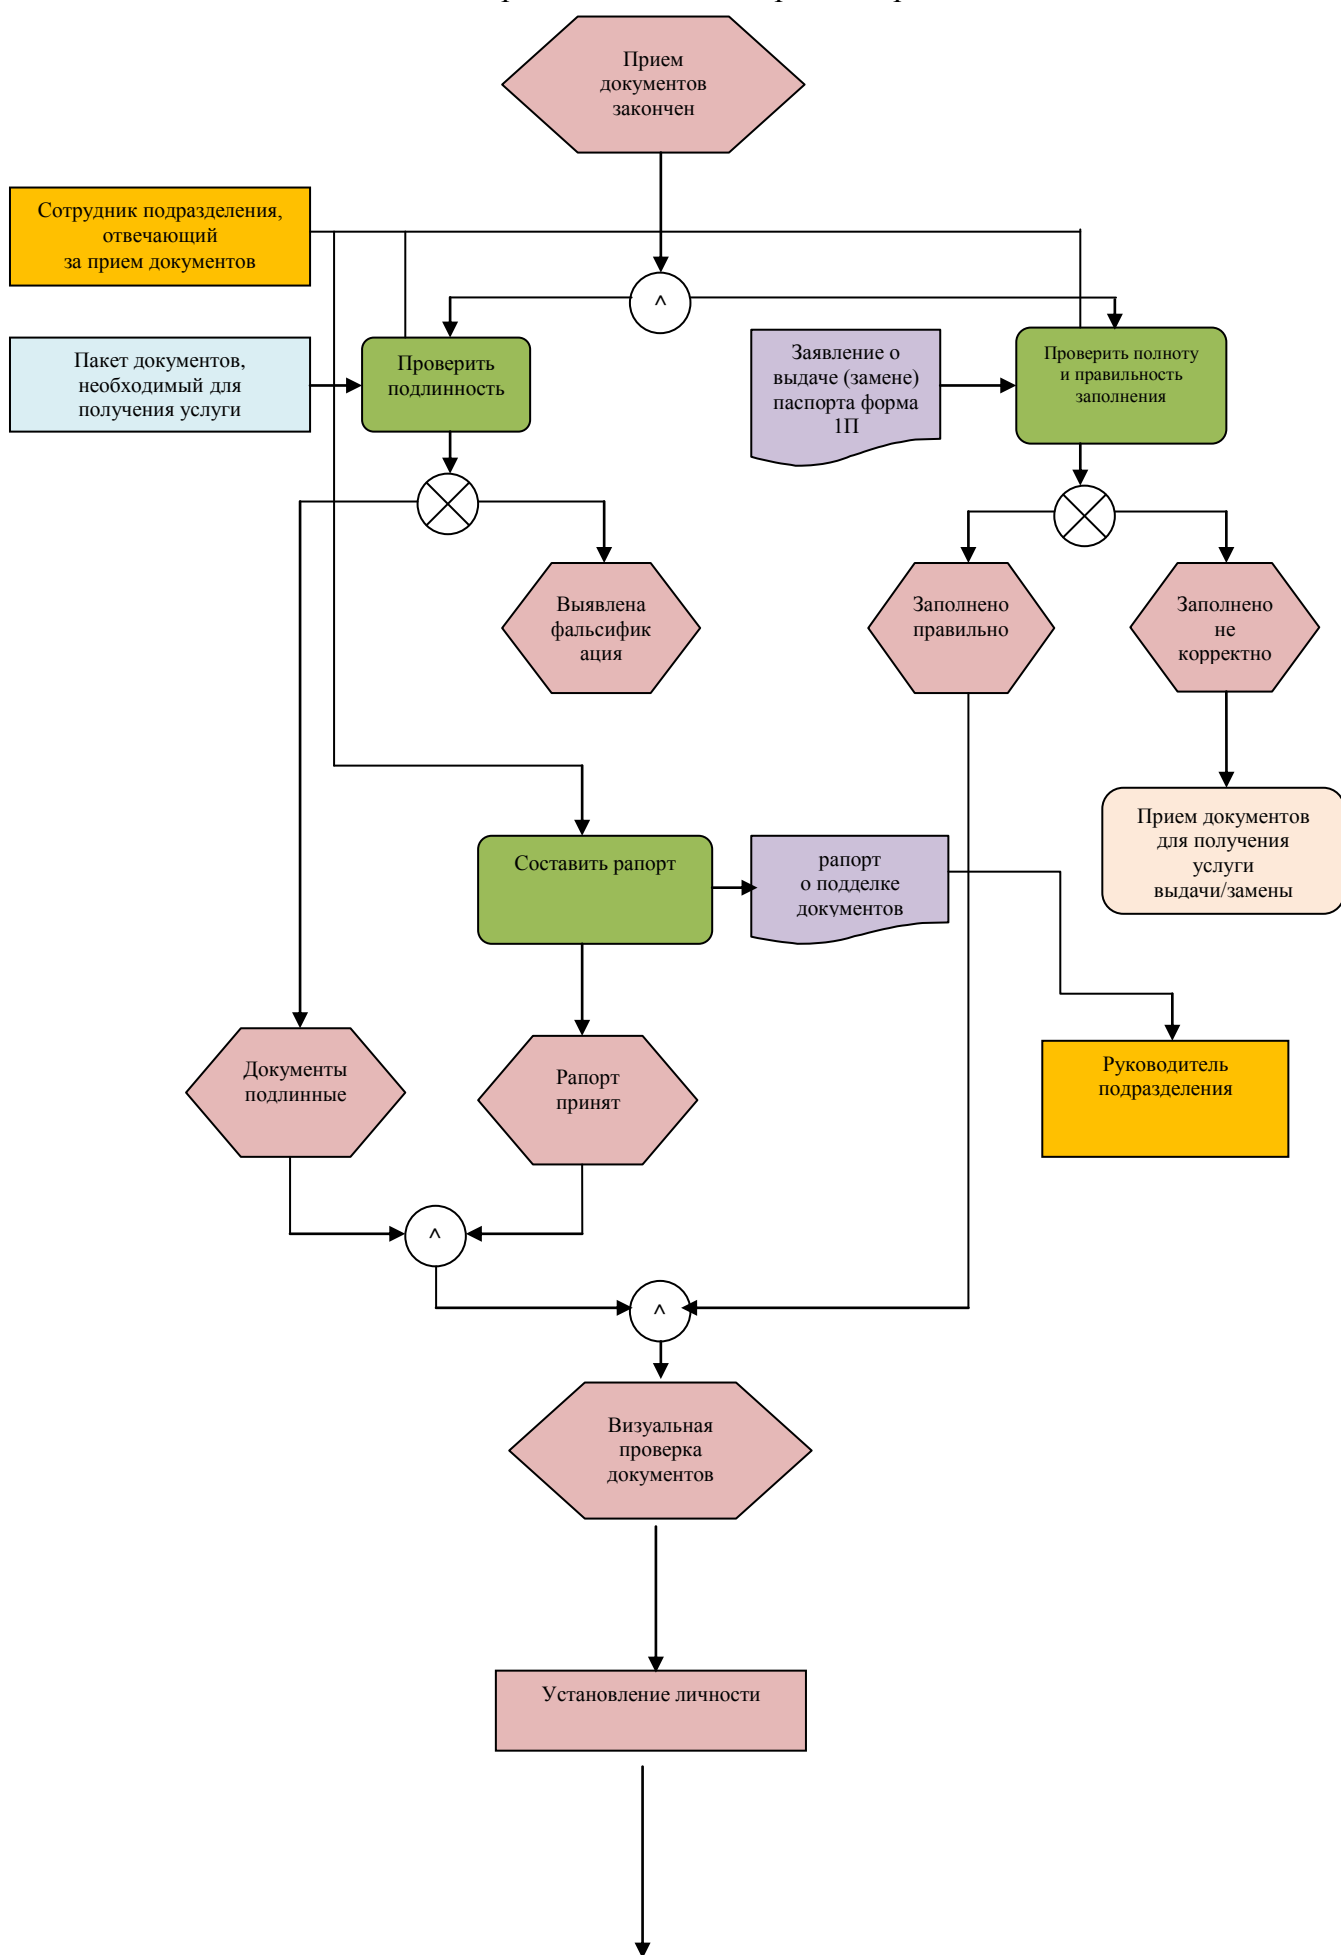 Прием
документов
закончен
Сотрудник подразделения,
отвечающий
за прием документов
^
Пакет документов,
необходимый для
получения услуги
Проверить
подлинность
Заявление о
выдаче (замене)
паспорта форма
1П
Проверить полноту
и правильность
заполнения
Выявлена
фальсифик
ация
Заполнено
правильно
Заполнено
не
корректно
Прием документов
для получения
услуги
выдачи/замены
Составить рапорт
рапорт
о подделке
документов
Документы
подлинные
Рапорт
принят
Руководитель
подразделения
^
^
Визуальная
проверка
документов
Установление личности